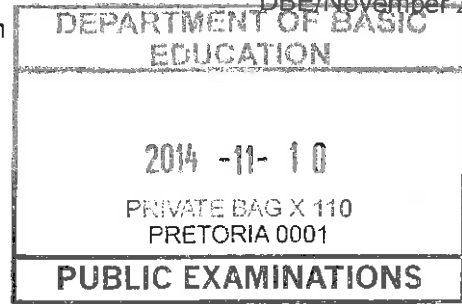 DBE/November
DEPARTMENT OF BASIC
EDUCATION
2014 -11- 10
PRIVATE BAG X 110
PRETORIA 0001
PUBLIC EXAMINATIONS